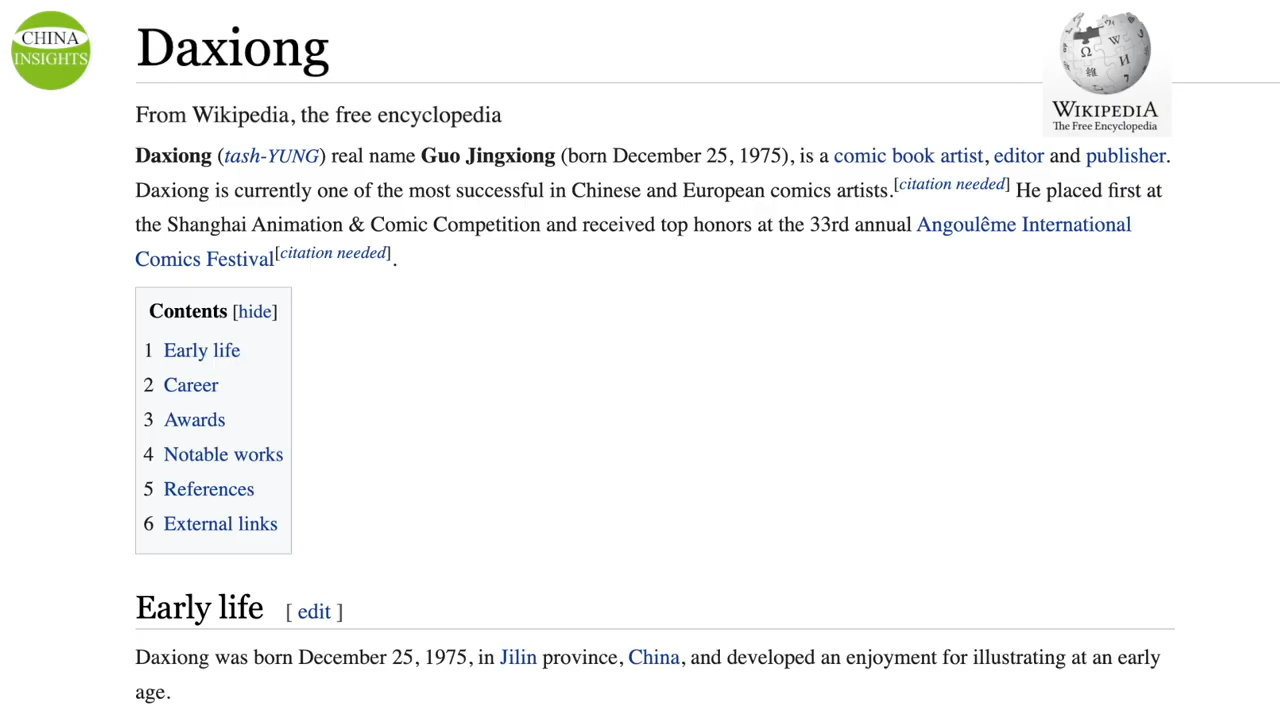 CHINA
INSIGHTS
Daxiong
WIKIPEDIA
The Free Encyclopedia
From Wikipedia, the free encyclopedia
Daxiong (tash-YUNG) real name Guo Jingxiong (born December 25, 1975), is a comic book artist, editor and publisher.
Daxiong is currently one of the most successful in Chinese and European comics artists.[citation needed] He placed first at
the Shanghai Animation & Comic Competition and received top honors at the 33rd annual Angoulême International
Comics Festival[citation needed].
Contents [hide]
1 Early life
2 Career
3 Awards
4 Notable works
5 References
6 External links
Early life [ edit ]
Daxiong was born December 25, 1975, in Jilin province, China, and developed an enjoyment for illustrating at an early
age.